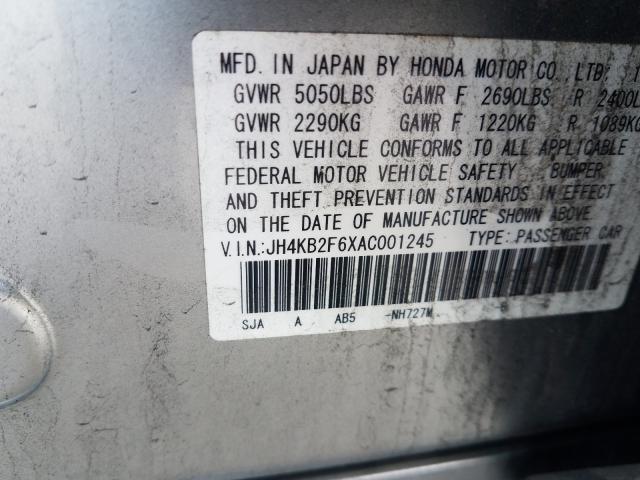 MFD. IN JAPAN BY HONDA MOTOR CO., LTD.
GVWR 5050LBS GAWR F 2690LBS R 2400L
GVWR 2290KG GAWR F 1220KG R 1089KG
THIS VEHICLE CONFORMS TO ALL APPLICABLE
FEDERAL MOTOR VEHICLE SAFETY, BUMPER,
AND THEFT PREVENTION STANDARDS IN EFFECT
ON THE DATE OF MANUFACTURE SHOWN ABOVE.
V.I.N.:JH4KB2F6XAC001245 TYPE: PASSENGER CAR
SJA A AB5 -NH727M